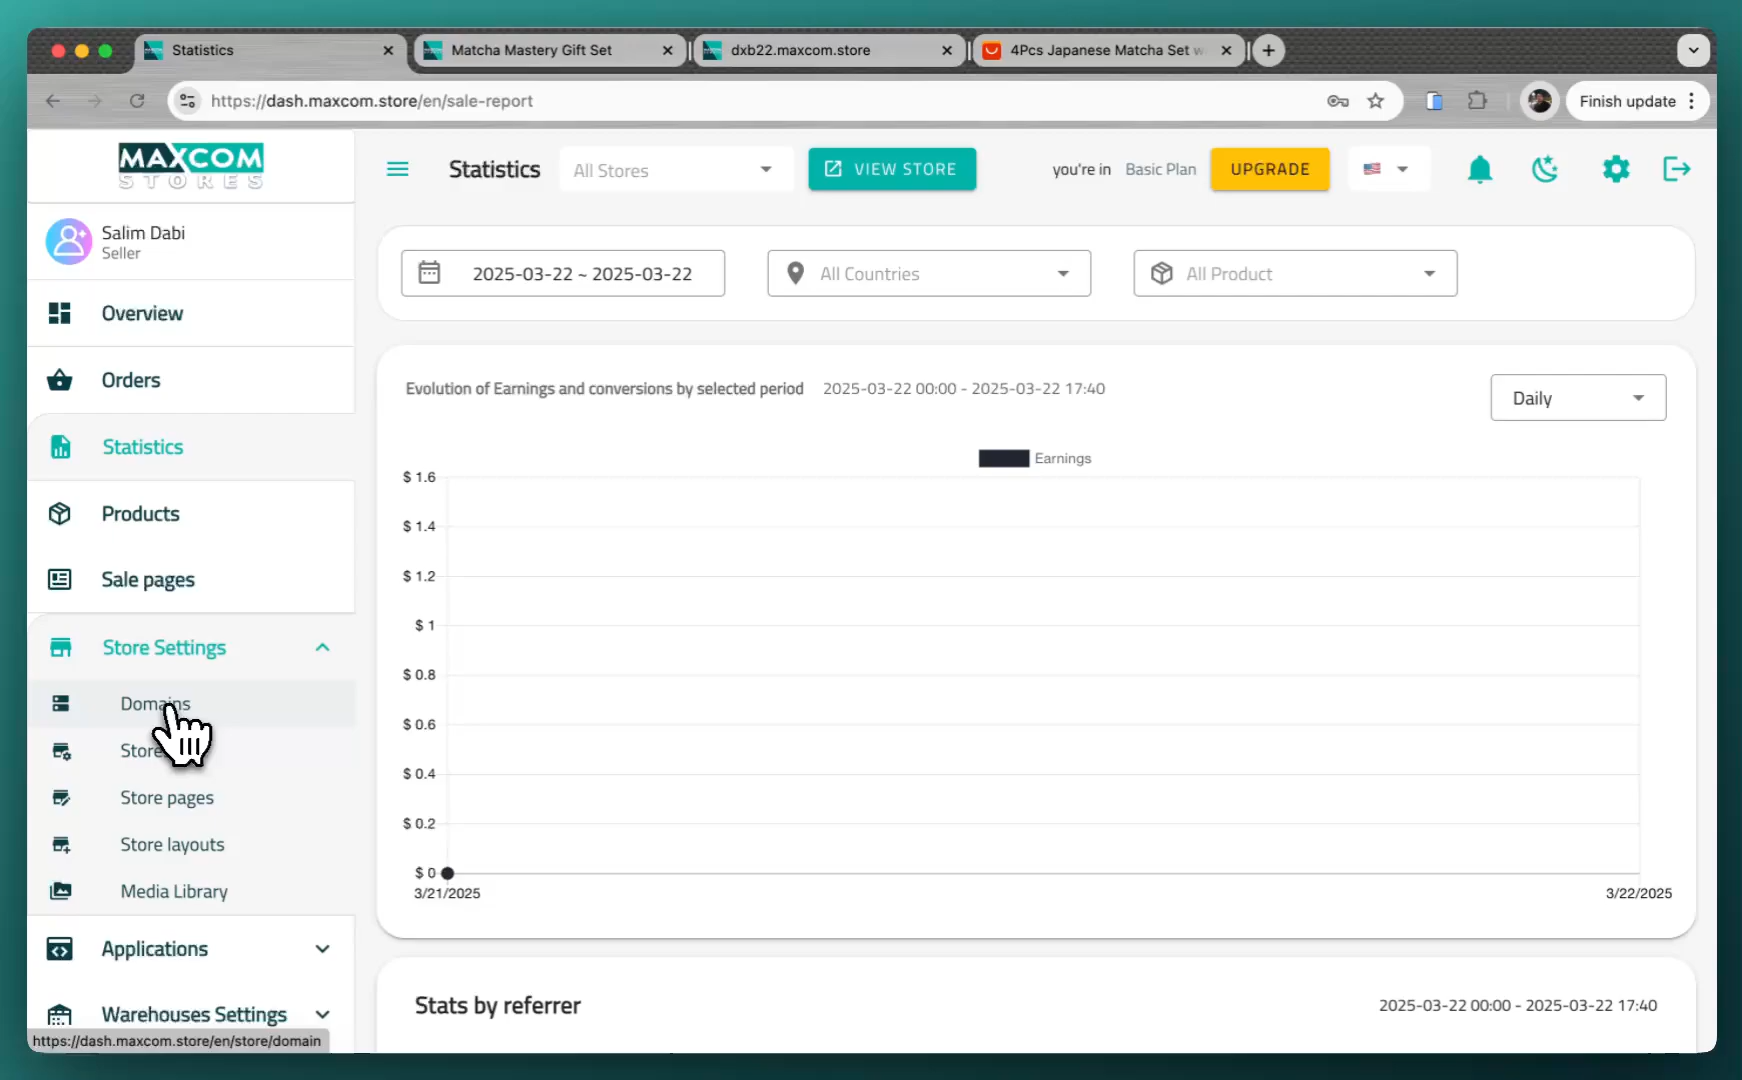 Statistics
Matcha Mastery Gift Set
dxb22.maxcom.store
4Pcs Japanese Matcha Set w
https://dash.maxcom.store/en/sale-report
Finish update
MAXCOM
STORES
Statistics
All Stores
VIEW STORE
you're in Basic Plan
UPGRADE
Salim Dabi
Seller
2025-03-22 ~ 2025-03-22
All Countries
All Product
Overview
Orders
Statistics
Products
Sale pages
Store Settings
Domains
Store
Store pages
Store layouts
Media Library
Applications
Warehouses Settings
https://dash.maxcom.store/en/store/domain
Evolution of Earnings and conversions by selected period 2025-03-22 00:00 - 2025-03-22 17:40
Daily
Earnings
$ 1.6
$ 1.4
$ 1.2
$ 1
$ 0.8
$ 0.6
$ 0.4
$ 0.2
$ 0
3/21/2025
3/22/2025
Stats by referrer
2025-03-22 00:00 - 2025-03-22 17:40